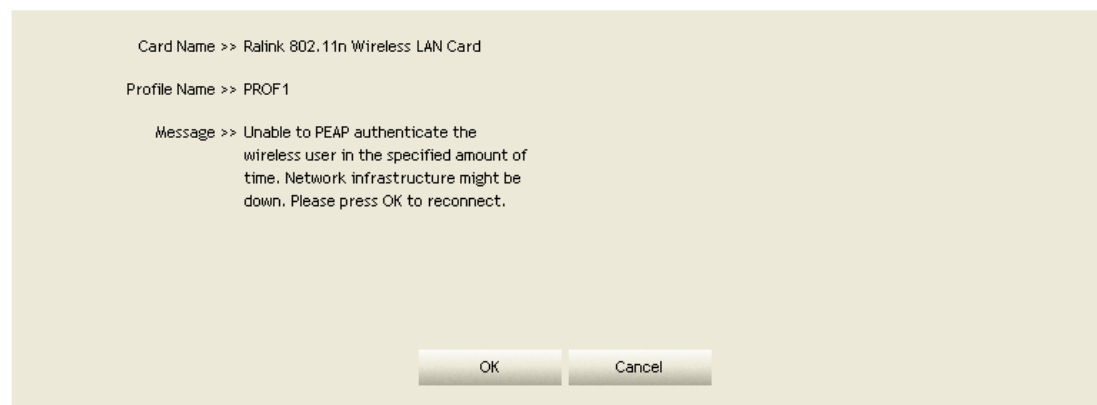 Card Name >> Ralink 802.11n Wireless LAN Card
Profile Name >> PROF1
Message >> Unable to PEAP authenticate the
wireless user in the specified amount of
time. Network infrastructure might be
down. Please press OK to reconnect.
OK Cancel